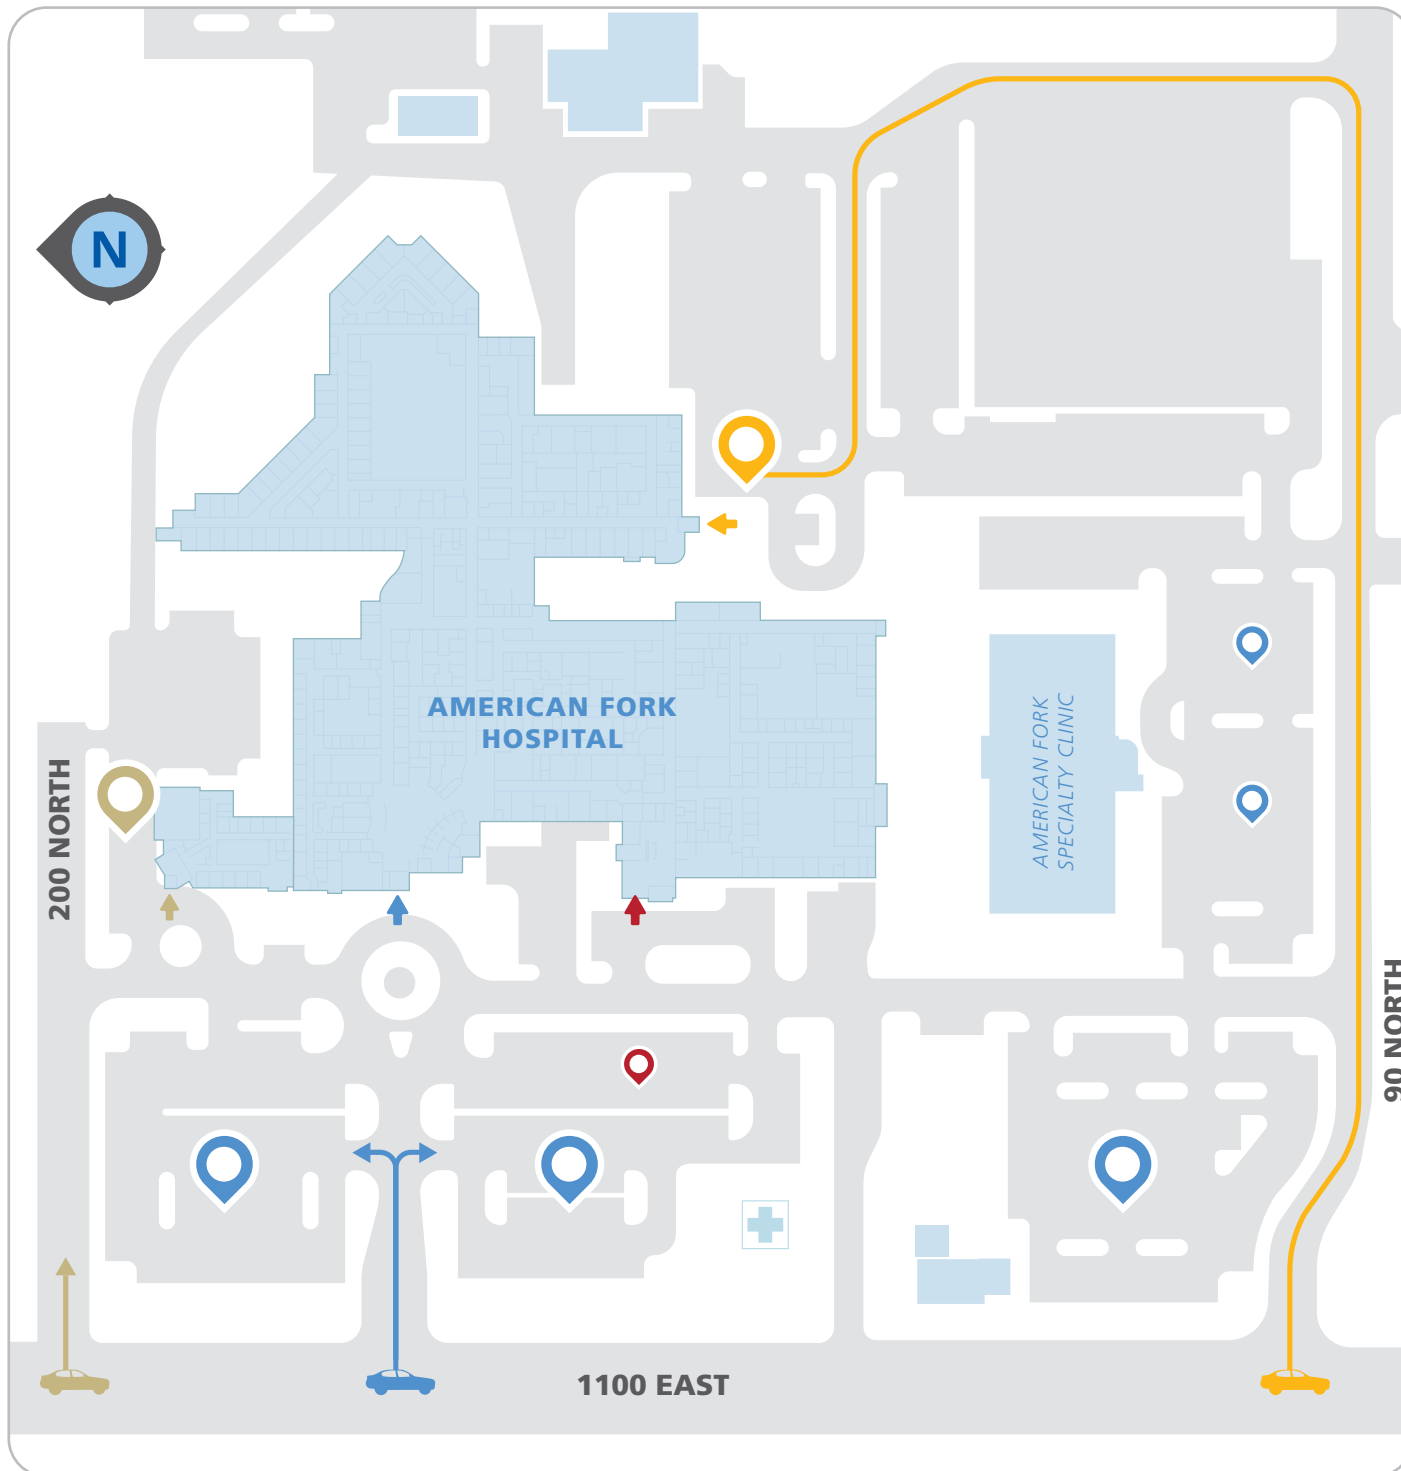 N
AMERICAN FORK
HOSPITAL
AMERICAN FORK
SPECIALTY CLINIC
200 NORTH
90 NORTH
1100 EAST